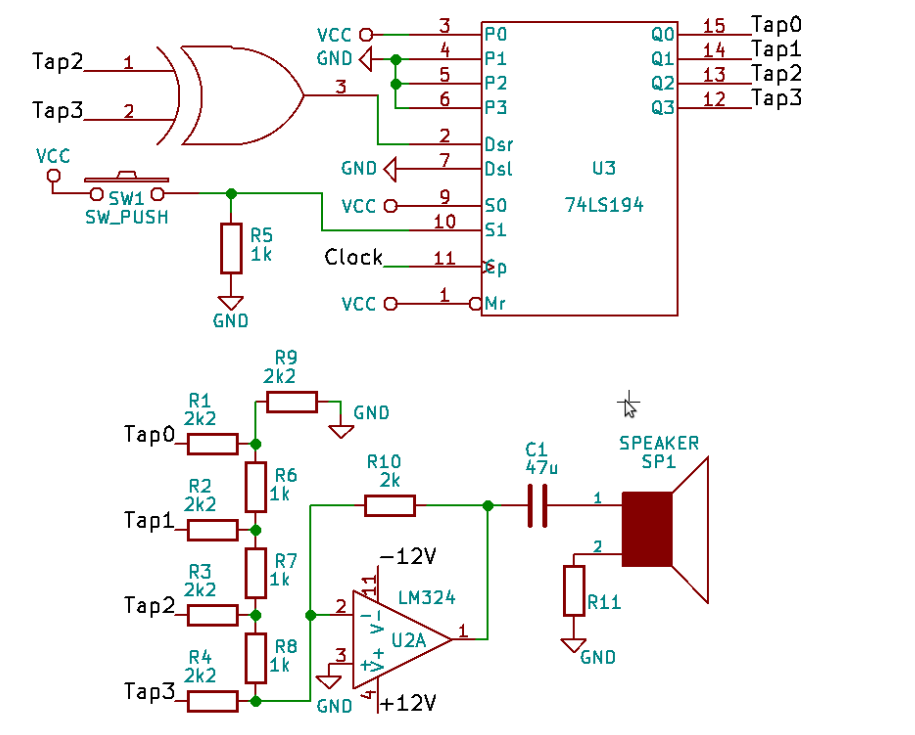 VCC 3 P0 Q0 15 Tap0
GND 4 P1 Q1 14 Tap1
Tap2 1 5 P2 Q2 13 Tap2
3
Tap3 2 6 P3 Q3 12 Tap3
2 Dsr
VCC GND 7 Dsl U3
SW1 VCC 9 S0 74LS194
SW_PUSH 10 S1
R5
1k
Clock 11 Cp
GND VCC 1 Mr
R9
2k2
R1
2k2
GND
Tap0
R6
1k
R10
2k
C1
47u
SPEAKER
SP1
R2
2k2
Tap1
1
R7
1k
-12V
2
R3
2k2
11
LM324
R11
Tap2
2 - V-
U2A 1
R8
1k
3 + V+
GND
R4
2k2
Tap3
4
GND +12V